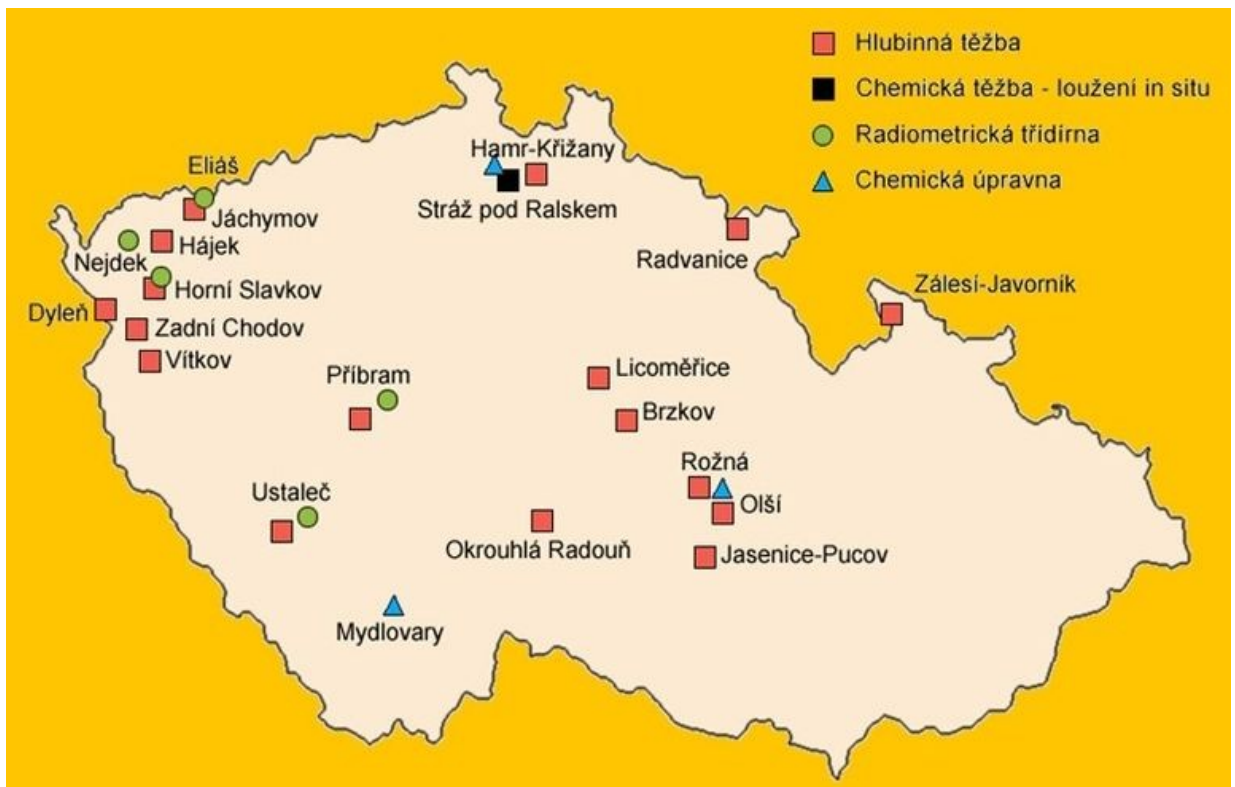 Hlubinná těžba
Chemická těžba - loužení in situ
Radiometrická třídírna
Chemická úpravna
Hamr-Křižany
Eliáš
Stráž pod Ralskem
Jáchymov
Hájek
Nejdek
Radvanice
Zálesí-Javorník
Horní Slavkov
Dyleň
Zadní Chodov
Vítkov
Příbram
Licoměřice
Brzkov
Rožná
Ustaleč
Olší
Okrouhlá Radouň
Jasenice-Pucov
Mydlovary